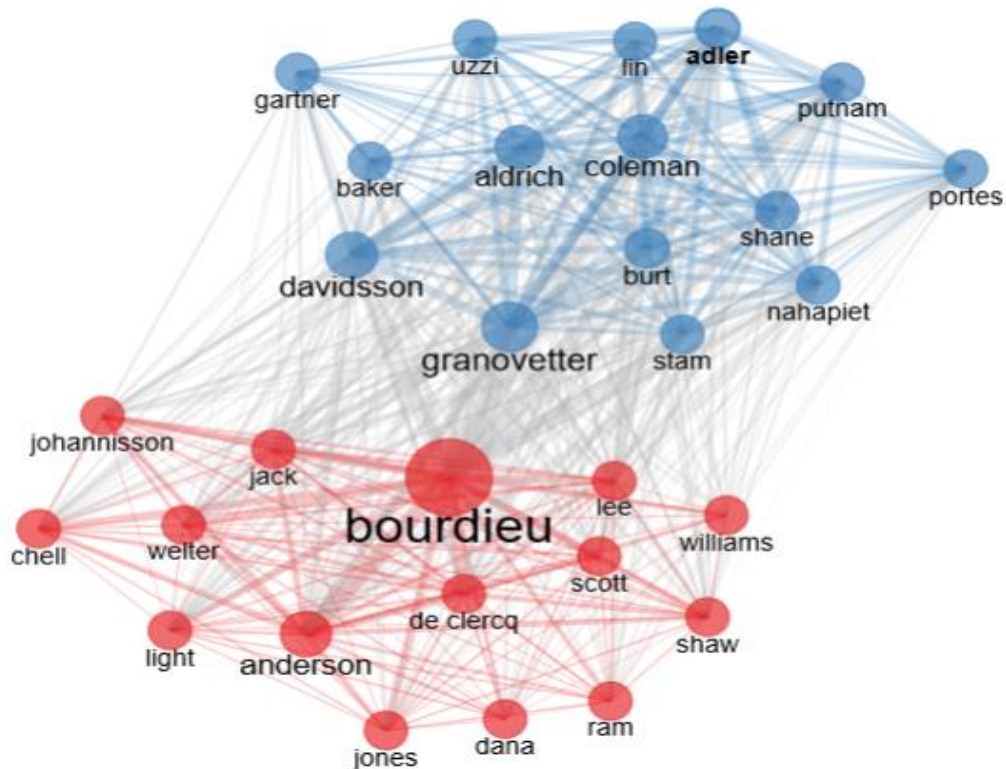 adler
uzzi
lin
gartner
putnam
coleman
aldrich
baker
portes
shane
burt
davidsson
nahapiet
granovetter
stam
johannisson
jack
lee
bourdieu
williams
chell
welter
scott
de clercq
shaw
light
anderson
ram
dana
jones